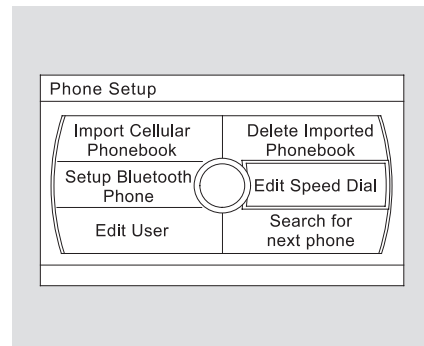 Phone Setup
Import Cellular
Phonebook
Delete Imported
Phonebook
Setup Bluetooth
Phone
Edit Speed Dial
Edit User
Search for
next phone